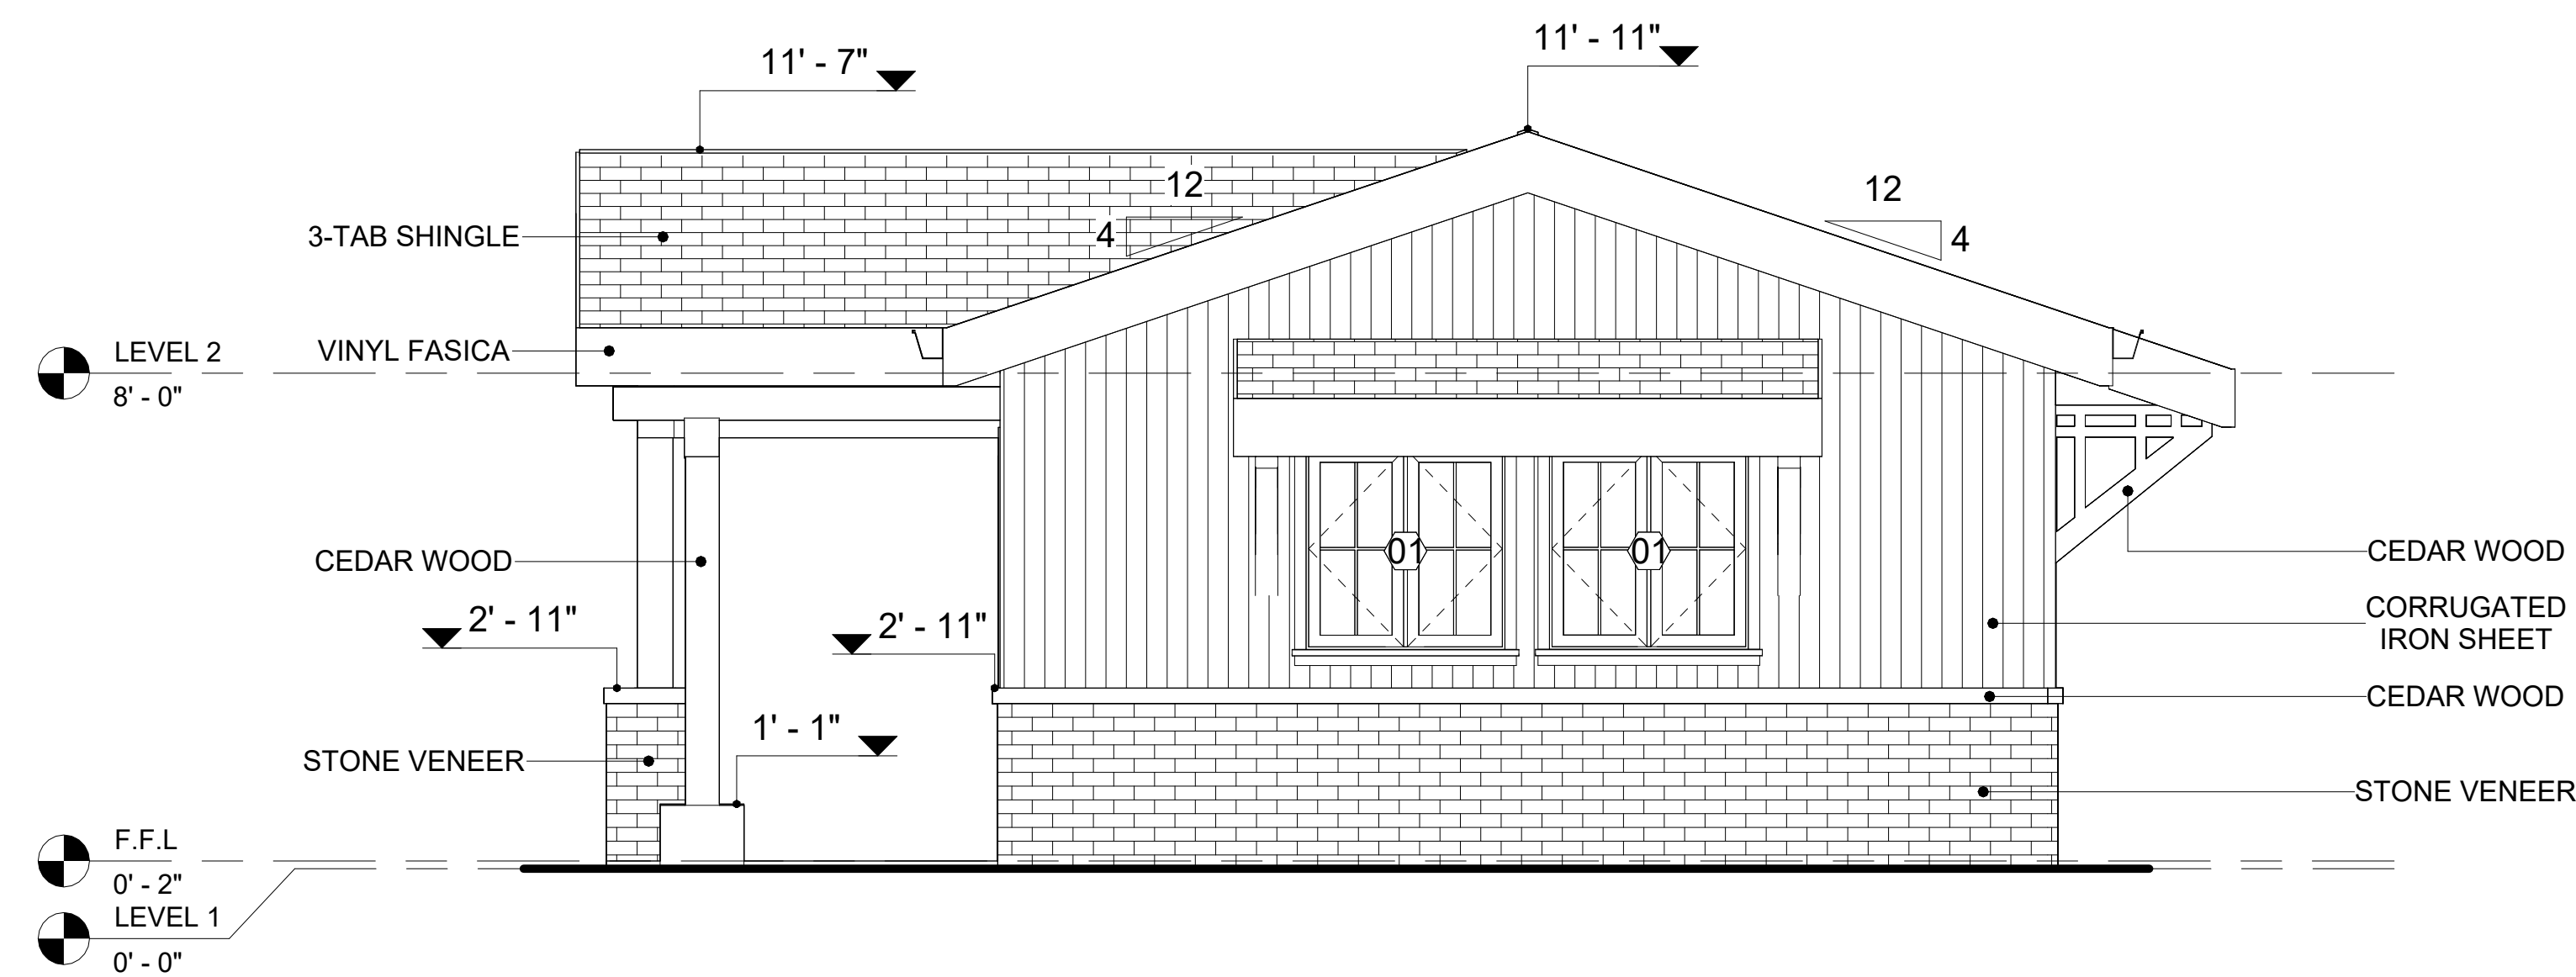 11' - 11"
11' - 7"
12
12
4
4
3-TAB SHINGLE
LEVEL 2
8' - 0"
VINYL FASICA
CEDAR WOOD
01
01
CEDAR WOOD
CORRUGATED
IRON SHEET
2' - 11"
2' - 11"
CEDAR WOOD
1' - 1"
STONE VENEER
STONE VENEER
F.F.L
0' - 2"
LEVEL 1
0' - 0"